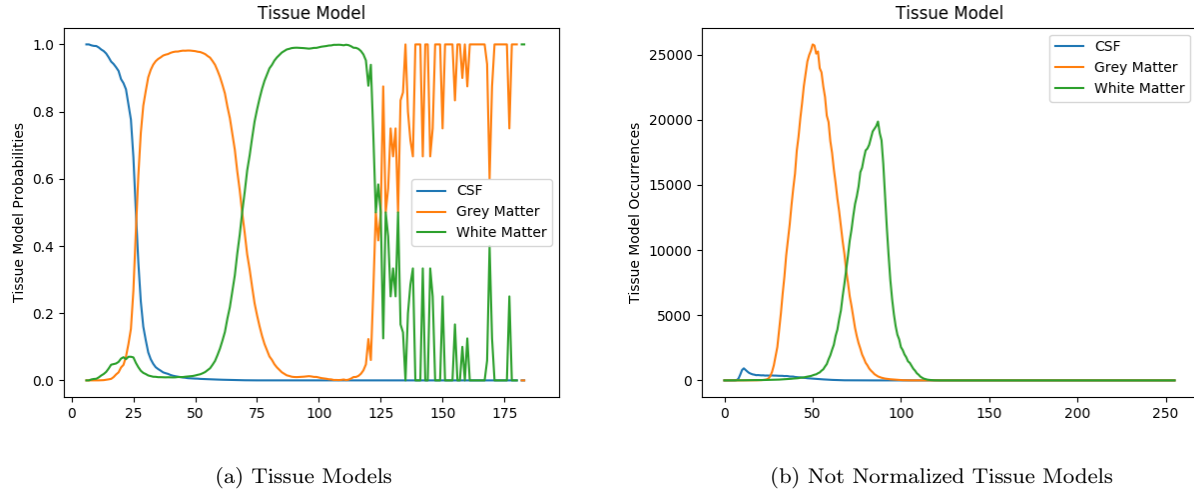 Tissue Model
Tissue Model Probabilities
1.0
0.8
0.6
0.4
0.2
0.0
0
25
50
75
100
125
150
175
CSF
Grey Matter
White Matter
(a) Tissue Models
Tissue Model
Tissue Model Occurrences
25000
20000
15000
10000
5000
0
0
50
100
150
200
250
CSF
Grey Matter
White Matter
(b) Not Normalized Tissue Models